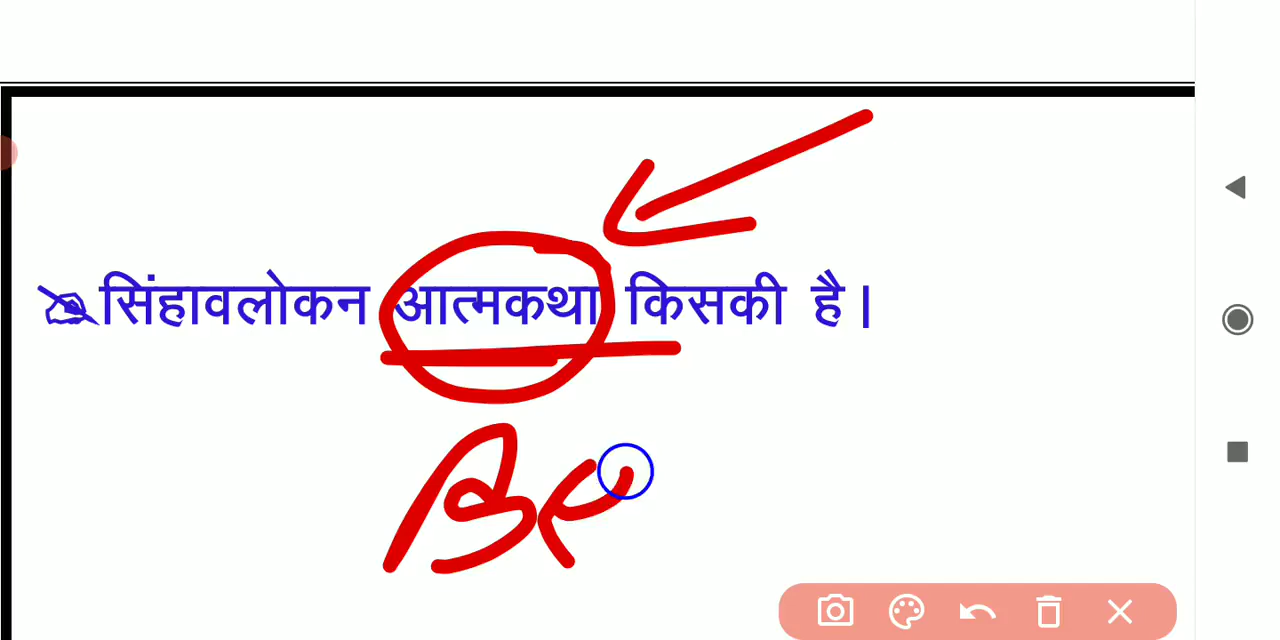 सिंहावलोकन आत्मकथा किसकी है |